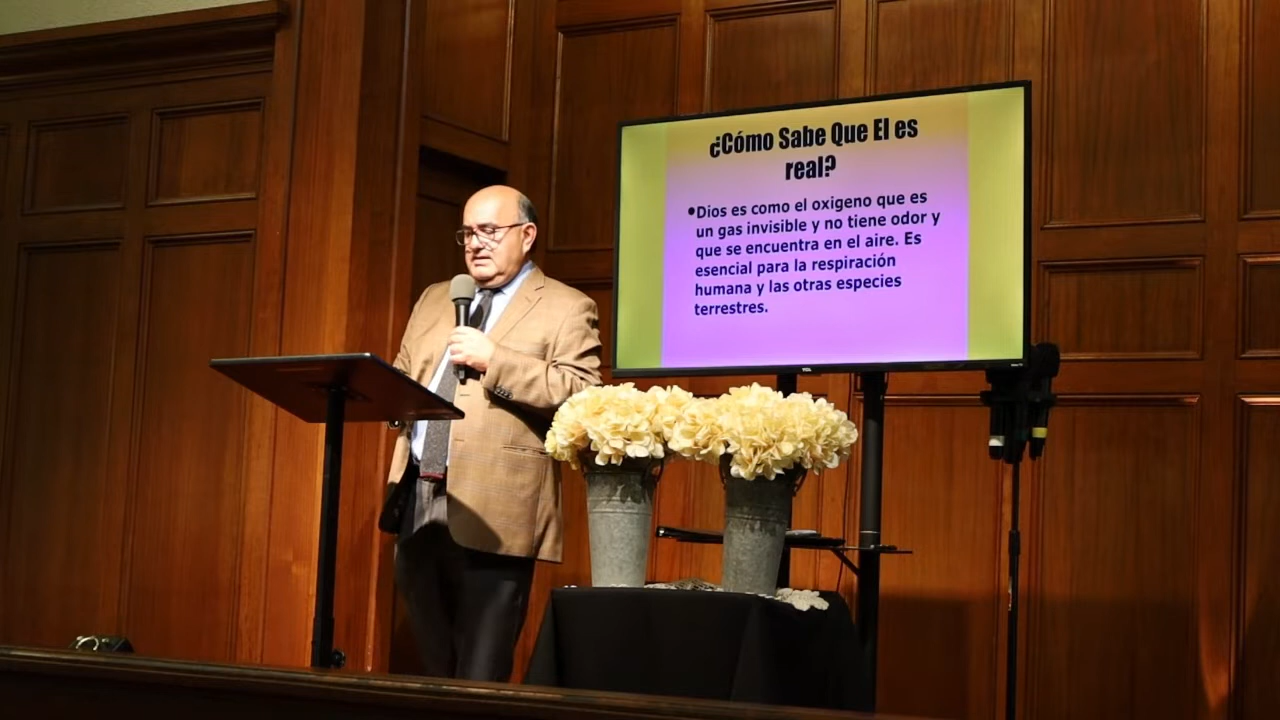 ¿Cómo Sabe Que El es
real?
•Dios es como el oxigeno que es
un gas invisible y no tiene odor y
que se encuentra en el aire. Es
esencial para la respiración
humana y las otras especies
terrestres.
TCL